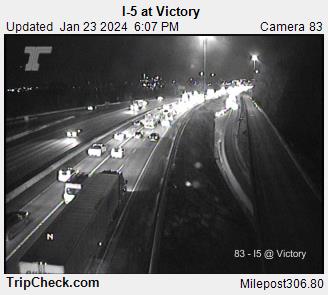 I-5 at Victory
Updated Jan 23 2024 6:07 PM Camera 83
T
N
83 - I5 @ Victory
TripCheck.com Milepost306.80